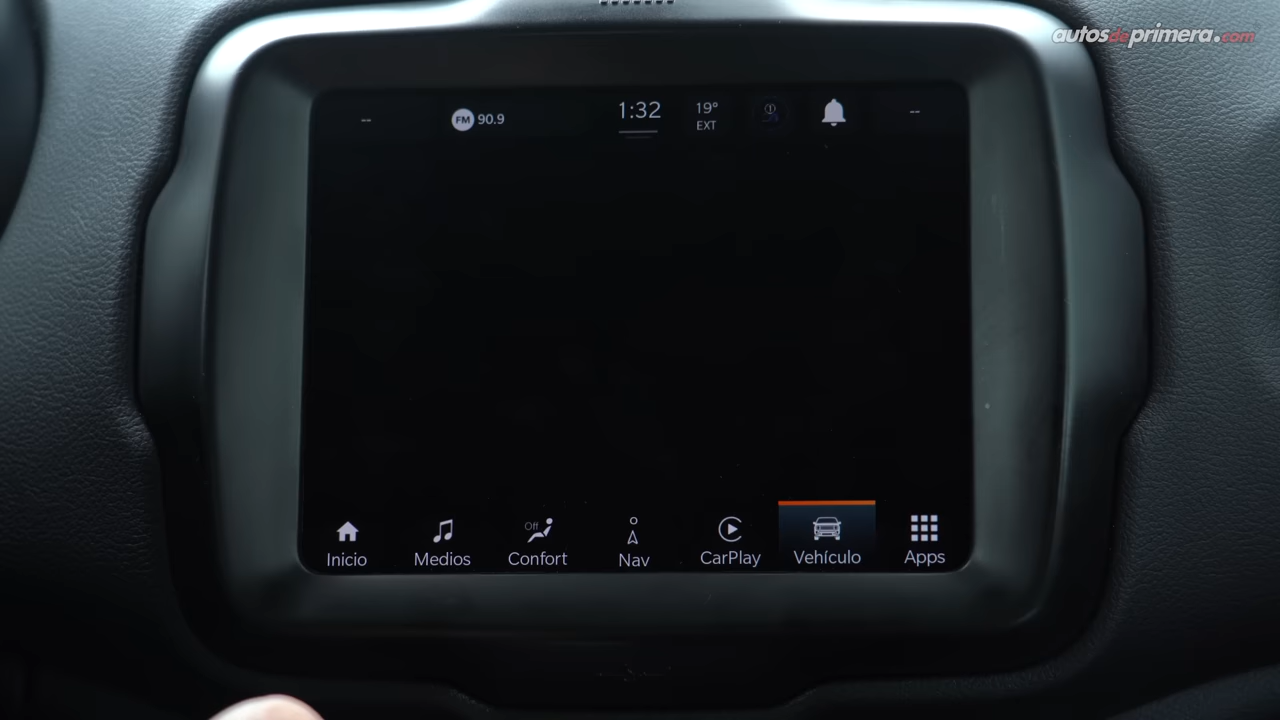 autosdeprimera.com
--
FM 90.9
1:32
19°
EXT
--
Off
Inicio
Medios
Confort
Nav
CarPlay
Vehículo
Apps